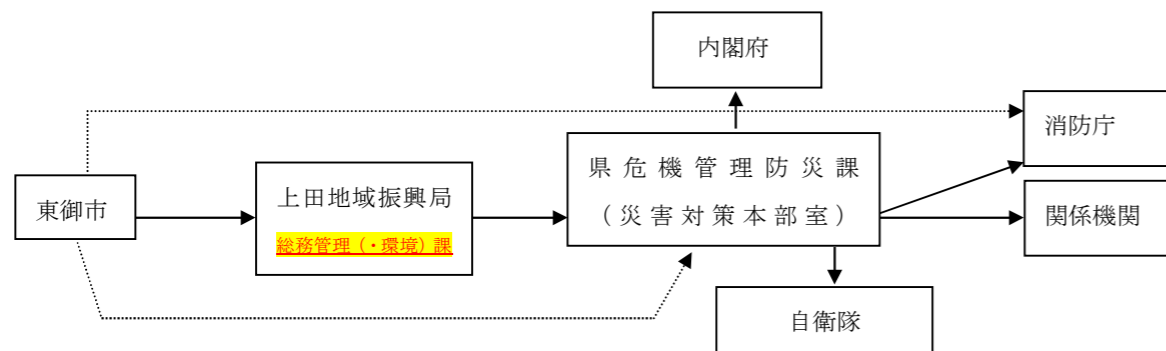 内閣府
消防庁
県危機管理防災課
（災害対策本部室）
上田地域振興局
総務管理（・環境）課
東御市
関係機関
自衛隊